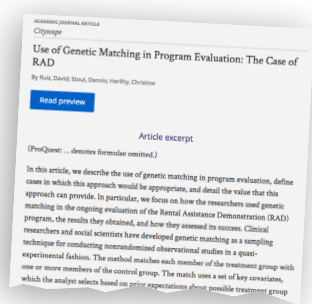 ACADEMIC JOURNAL ARTICLE
Cityscape
Use of Genetic Matching in Program Evaluation: The Case of
RAD
By Ruiz, David; Stout, Dennis; Herlihy, Christine
Read preview
Article excerpt
(ProQuest: ... denotes formulae omitted.)
In this article, we describe the use of genetic matching in program evaluation, define
cases in which this approach would be appropriate, and detail the value that this
approach can provide. In particular, we focus on how the researchers used genetic
matching in the ongoing evaluation of the Rental Assistance Demonstration (RAD)
program, the results they obtained, and how they assessed its success. Clinical
researchers and social scientists have developed genetic matching as a sampling
technique for conducting nonrandomized observational studies in a quasi-
experimental fashion. The method matches each member of the treatment group with
one or more members of the control group. The match uses a set of key covariates,
which the analyst selects based on prior expectations about possible treatment group